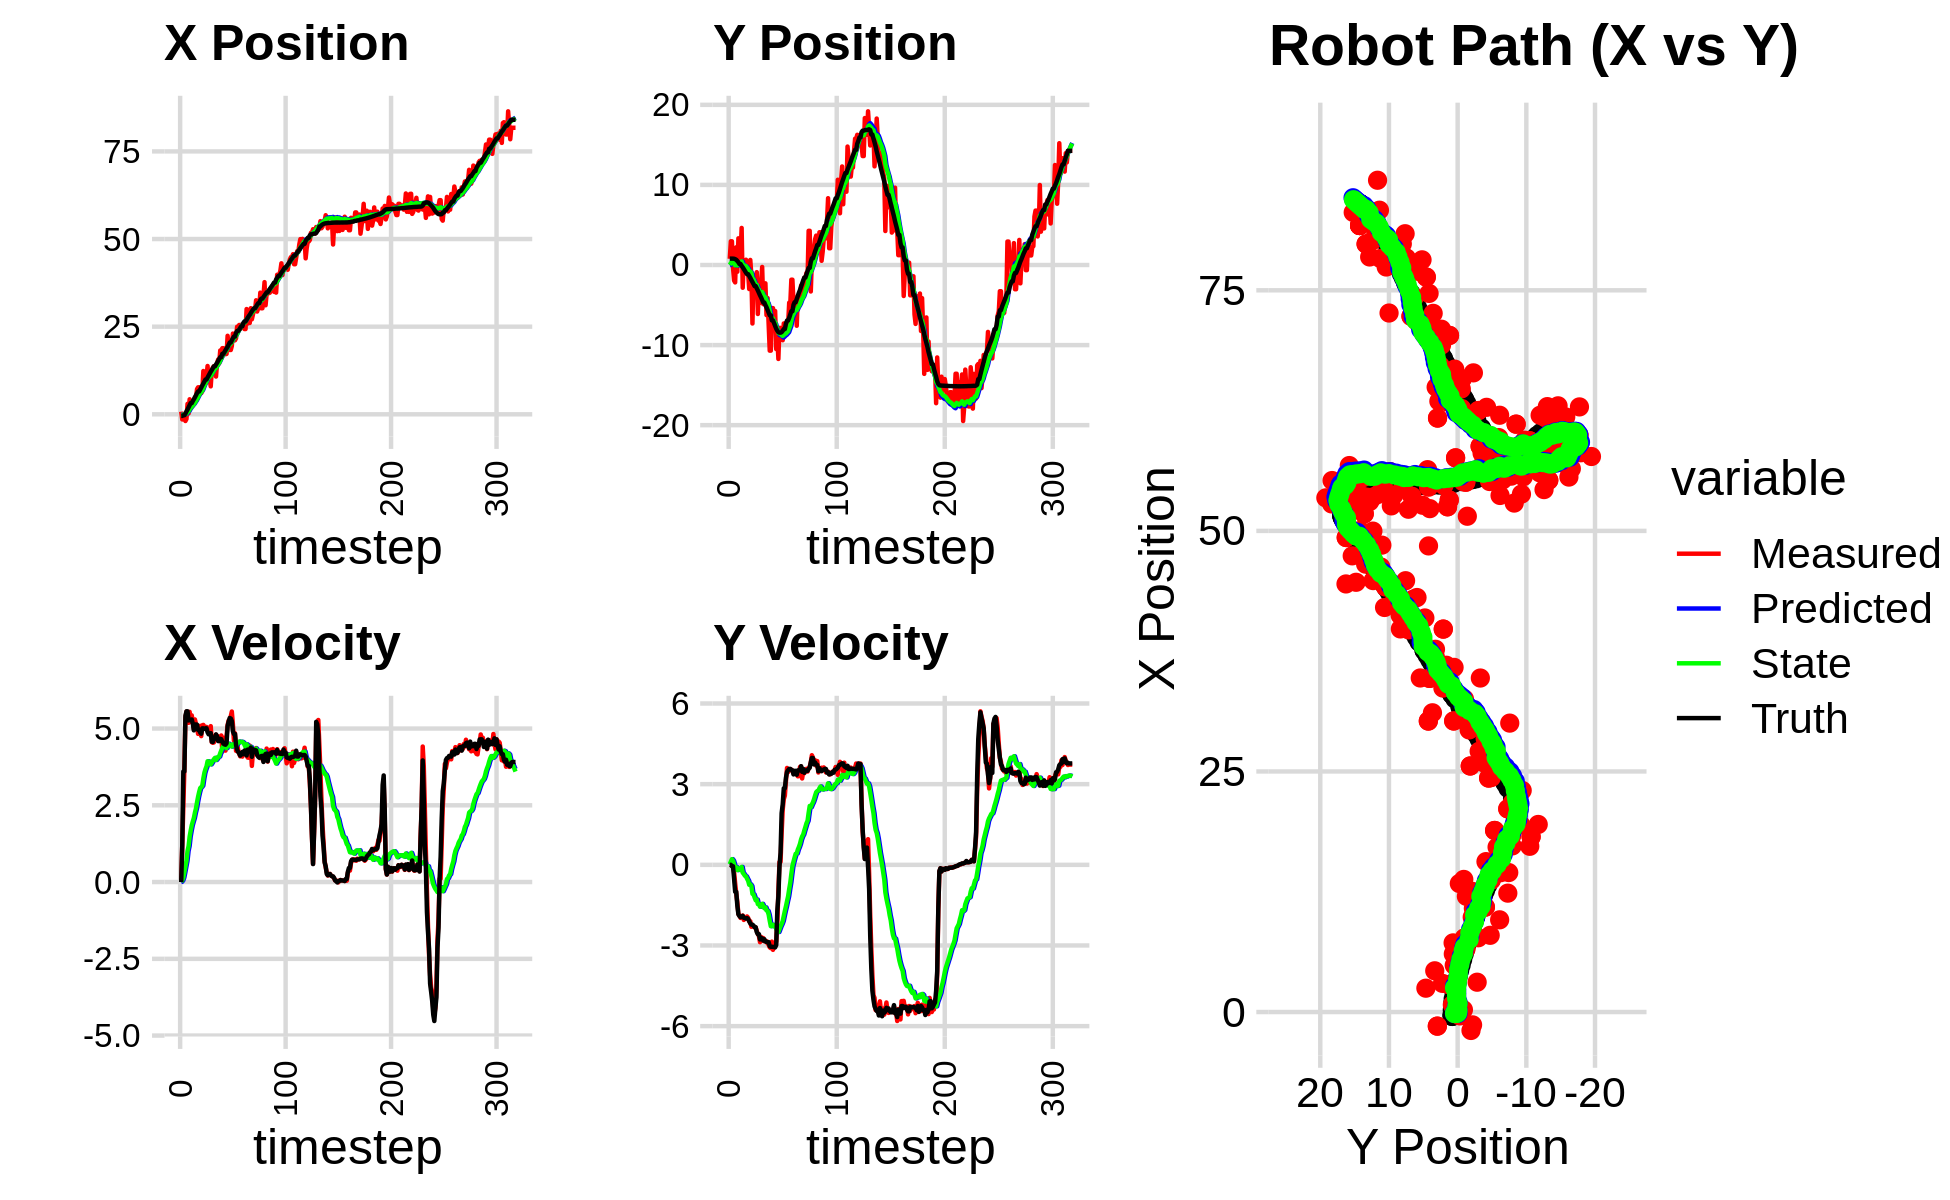 X Position
75
50
25
0
0
100
200
300
timestep
Y Position
20
10
0
-10
-20
0
100
200
300
timestep
X Velocity
5.0
2.5
0.0
-2.5
-5.0
0
100
200
300
timestep
Y Velocity
6
3
0
-3
-6
0
100
200
300
timestep
Robot Path (X vs Y)
X Position
75
50
25
0
20 10 0 -10 -20
Y Position
variable
Measured
Predicted
State
Truth